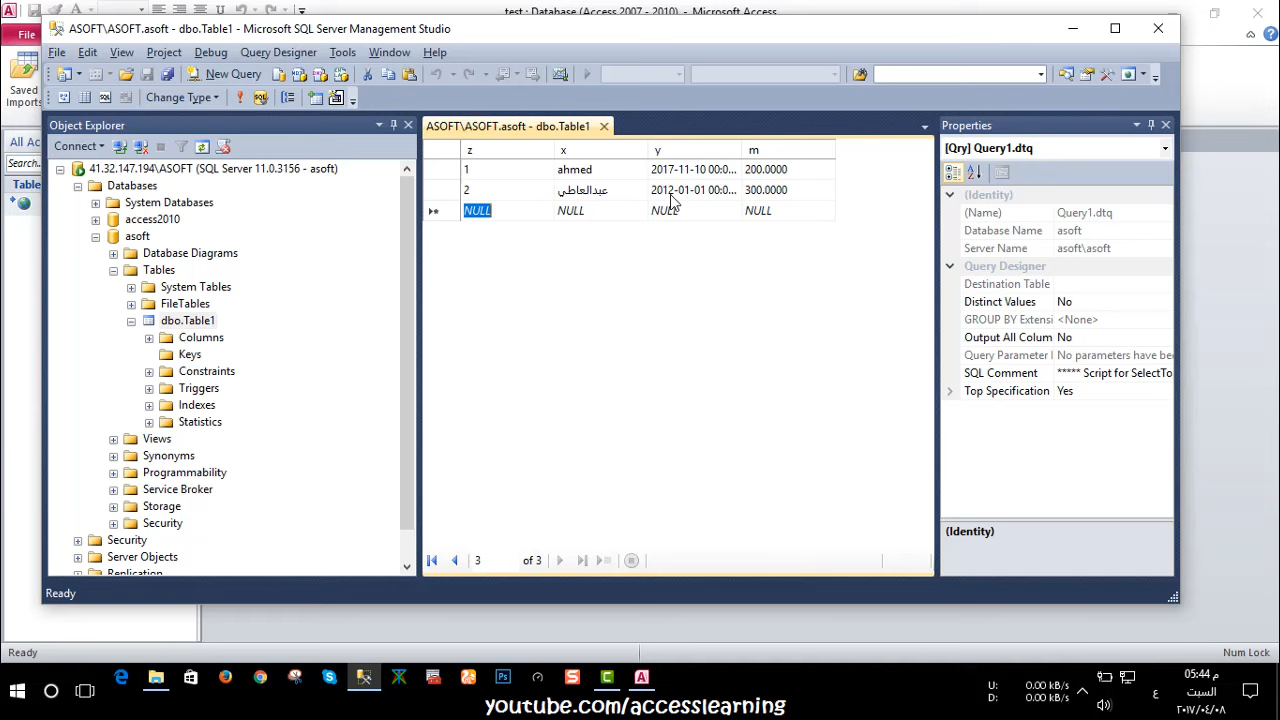 test : Database (Access 2007 - 2010) - Microsoft Access
ASOFT\ASOFT.asoft - dbo.Table1 - Microsoft SQL Server Management Studio
File
File Edit View Project Debug Query Designer Tools Window Help
New Query
Saved
Imports
Change Type
Object Explorer
ASOFT\ASOFT.asoft - dbo.Table1
Properties
All Ac
Connect
[Qry] Query1.dtq
Search..
z x y m
41.32.147.194\ASOFT (SQL Server 11.0.3156 - asoft)
1 ahmed 2017-11-10 00:0... 200.0000
Table
Databases
2 عبدالعاطي 2012-01-01 00:0... 300.0000
(Identity)
System Databases
NULL NULL NULL NULL
(Name) Query1.dtq
access2010
Database Name asoft
asoft
Server Name asoft\asoft
Database Diagrams
Query Designer
Tables
Destination Table
System Tables
Distinct Values No
FileTables
GROUP BY Extensi <None>
dbo.Table1
Output All Colum No
Columns
Query Parameter I No parameters have bee
Keys
SQL Comment ***** Script for SelectTo
Constraints
Top Specification Yes
Triggers
Indexes
Statistics
Views
Synonyms
Programmability
Service Broker
Storage
Security
Security
(Identity)
Server Objects
3 of 3
Replication
Ready
Ready
Num Lock
U: 0.00 kB/s
D: 0.00 kB/s
ع
05:44 م
السبت
٢٠١٧/٠٤/٠٨
youtube.com/accesslearning